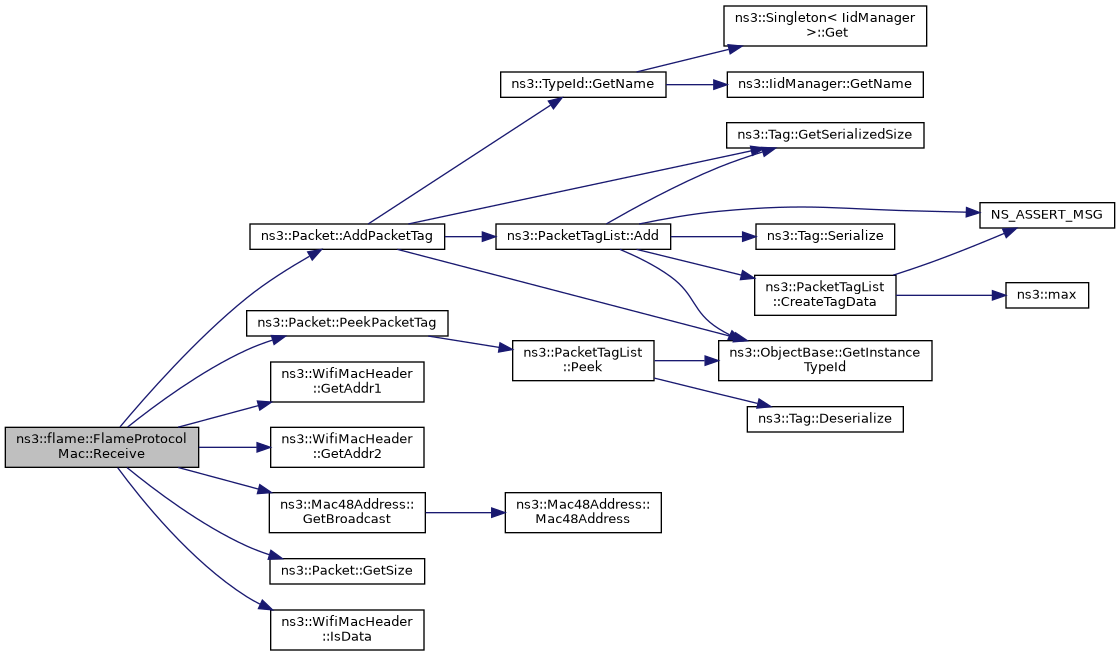 ns3::Singleton< IidManager
>::Get
ns3::TypeId::GetName
ns3::IidManager::GetName
ns3::Tag::GetSerializedSize
NS_ASSERT_MSG
ns3::Packet::AddPacketTag
ns3::PacketTagList::Add
ns3::Tag::Serialize
ns3::PacketTagList
::CreateTagData
ns3::max
ns3::Packet::PeekPacketTag
ns3::PacketTagList
::Peek
ns3::ObjectBase::GetInstance
TypeId
ns3::WifiMacHeader
::GetAddr1
ns3::Tag::Deserialize
ns3::flame::FlameProtocol
Mac::Receive
ns3::WifiMacHeader
::GetAddr2
ns3::Mac48Address::
GetBroadcast
ns3::Mac48Address::
Mac48Address
ns3::Packet::GetSize
ns3::WifiMacHeader
::IsData